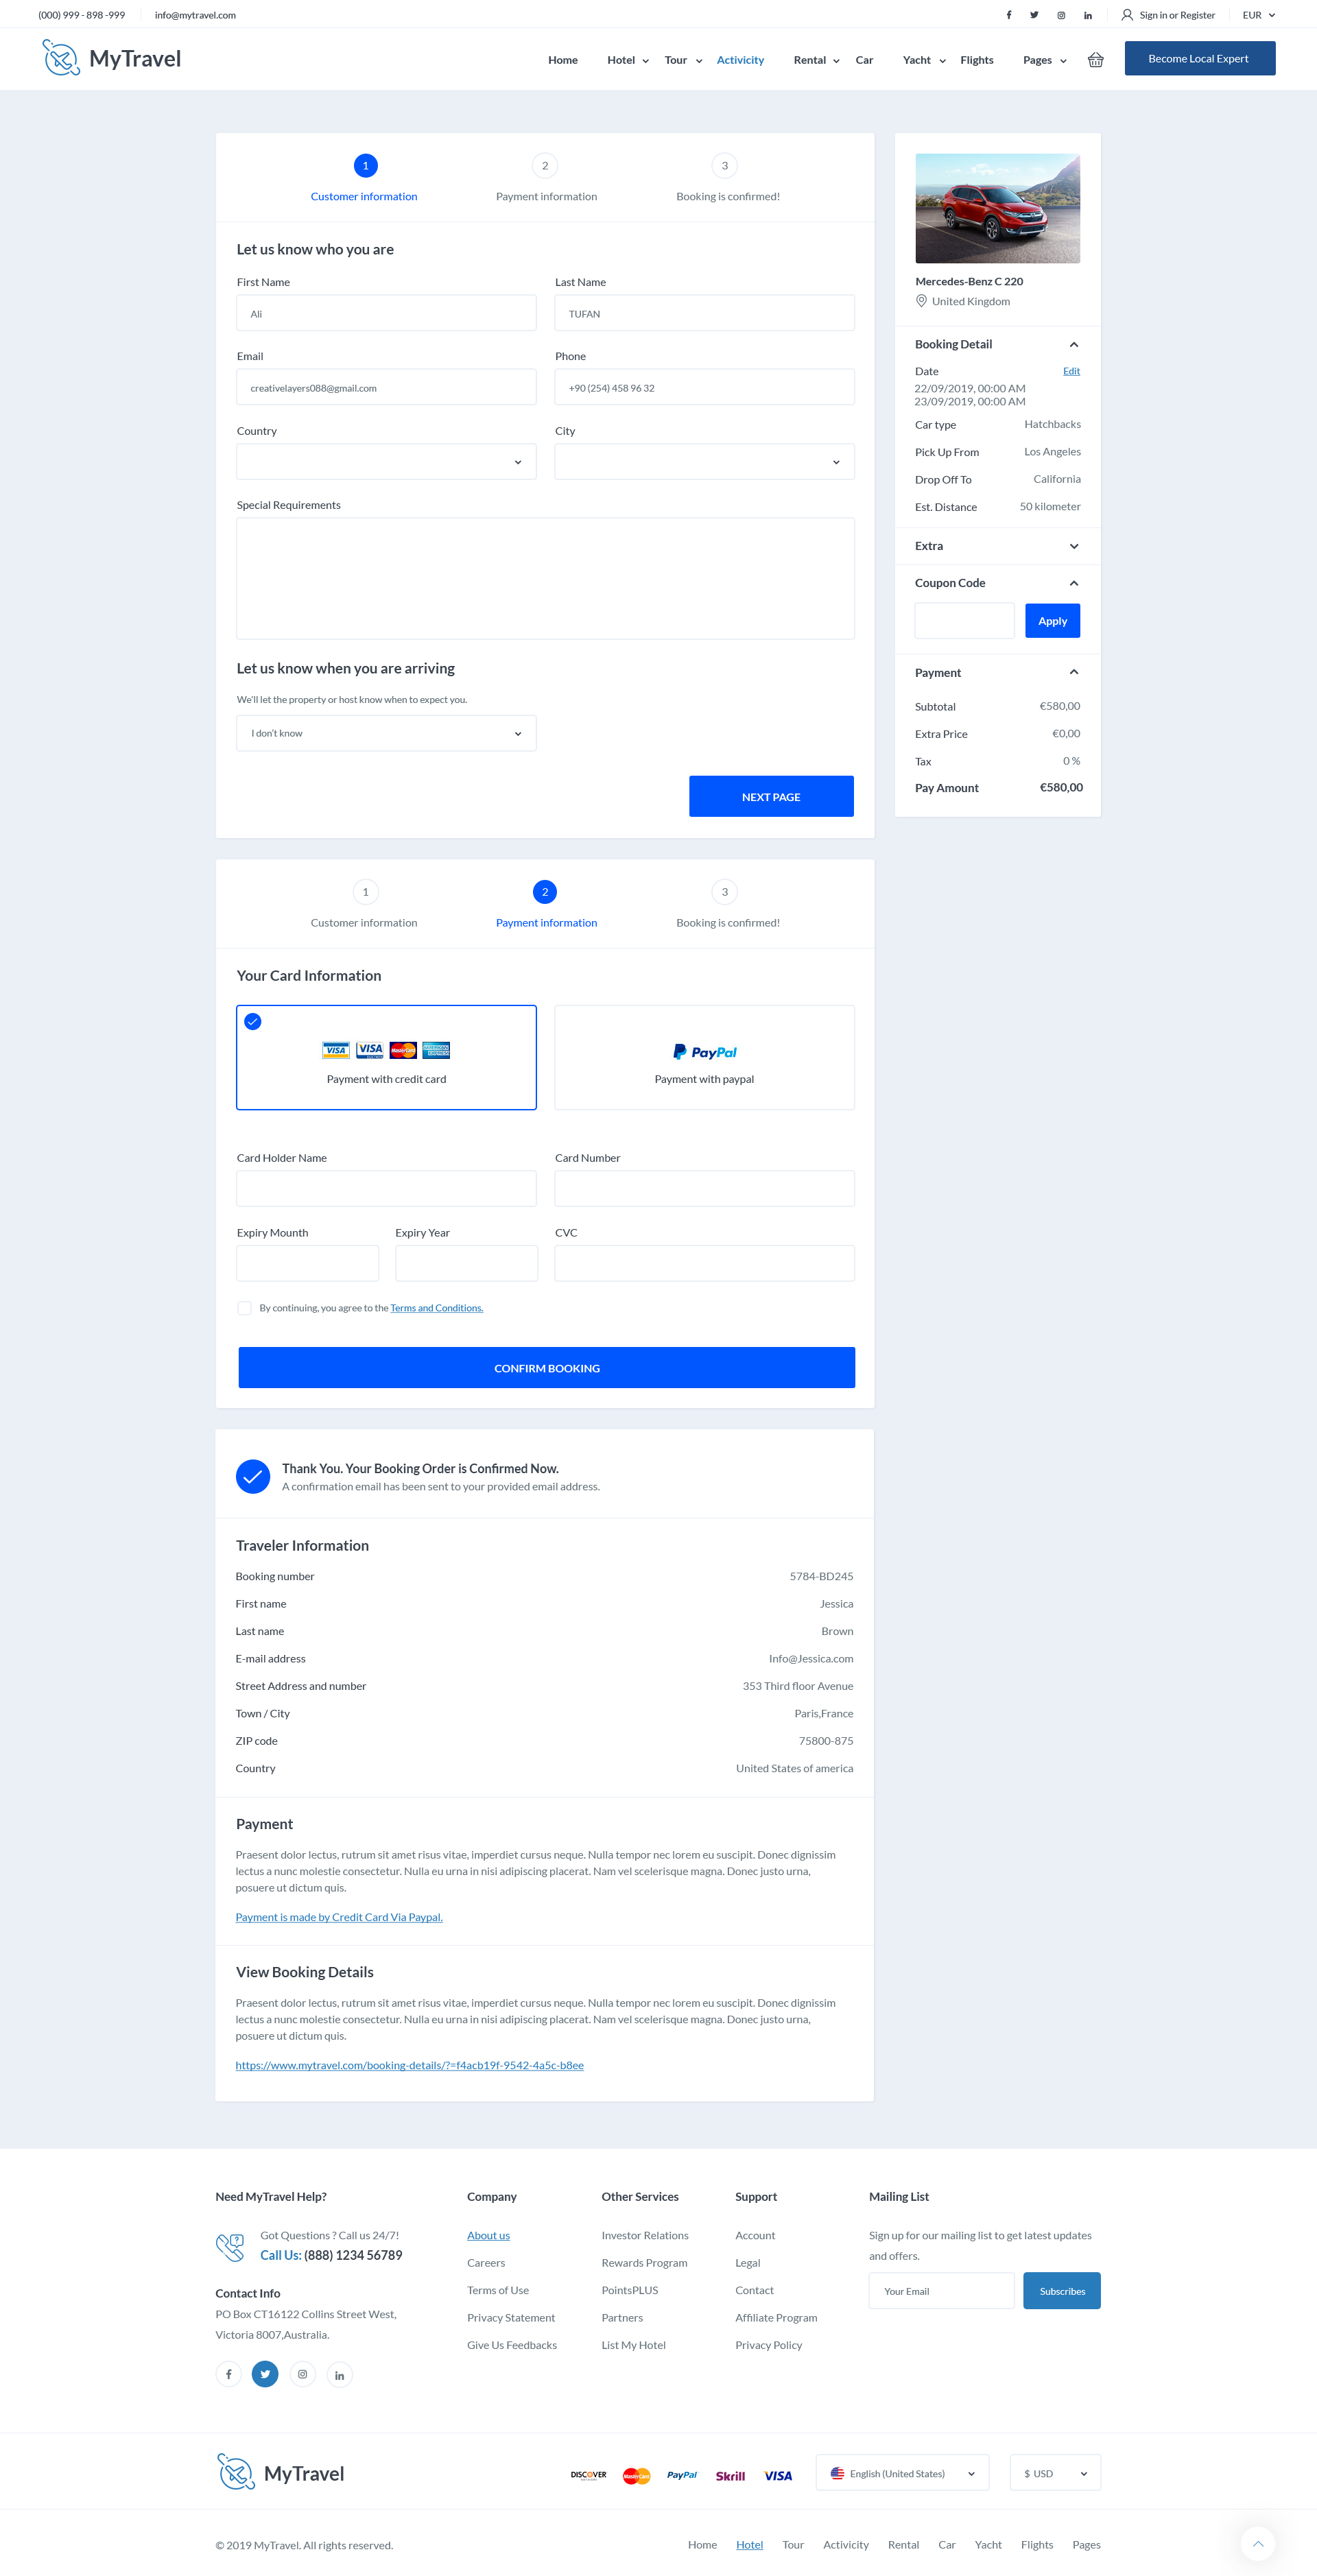 (000) 999 - 898 -999
info@mytravel.com
Sign in or Register
EUR
MyTravel
Home
Hotel
Tour
Activicity
Rental
Car
Yacht
Flights
Pages
Become Local Expert
1
2
3
Customer information
Payment information
Booking is confirmed!
Let us know who you are
First Name
Last Name
Ali
TUFAN
Email
Phone
creativelayers088@gmail.com
+90 (254) 458 96 32
Country
City
Special Requirements
Let us know when you are arriving
We'll let the property or host know when to expect you.
I don't know
NEXT PAGE
Mercedes-Benz C 220
United Kingdom
Booking Detail
Date
Edit
22/09/2019, 00:00 AM
23/09/2019, 00:00 AM
Car type
Hatchbacks
Pick Up From
Los Angeles
Drop Off To
California
Est. Distance
50 kilometer
Extra
Coupon Code
Apply
Payment
Subtotal
€580,00
Extra Price
€0,00
Tax
0 %
Pay Amount
€580,00
1
2
3
Customer information
Payment information
Booking is confirmed!
Your Card Information
VISA
VISA
MasterCard
AMERICAN EXPRESS
PayPal
Payment with credit card
Payment with paypal
Card Holder Name
Card Number
Expiry Mounth
Expiry Year
CVC
By continuing, you agree to the Terms and Conditions.
CONFIRM BOOKING
Thank You. Your Booking Order is Confirmed Now.
A confirmation email has been sent to your provided email address.
Traveler Information
Booking number
5784-BD245
First name
Jessica
Last name
Brown
E-mail address
Info@Jessica.com
Street Address and number
353 Third floor Avenue
Town / City
Paris,France
ZIP code
75800-875
Country
United States of america
Payment
Praesent dolor lectus, rutrum sit amet risus vitae, imperdiet cursus neque. Nulla tempor nec lorem eu suscipit. Donec dignissim
lectus a nunc molestie consectetur. Nulla eu urna in nisi adipiscing placerat. Nam vel scelerisque magna. Donec justo urna,
posuere ut dictum quis.
Payment is made by Credit Card Via Paypal.
View Booking Details
Praesent dolor lectus, rutrum sit amet risus vitae, imperdiet cursus neque. Nulla tempor nec lorem eu suscipit. Donec dignissim
lectus a nunc molestie consectetur. Nulla eu urna in nisi adipiscing placerat. Nam vel scelerisque magna. Donec justo urna,
posuere ut dictum quis.
https://www.mytravel.com/booking-details/?=f4acb19f-9542-4a5c-b8ee
Need MyTravel Help?
Got Questions ? Call us 24/7!
Call Us: (888) 1234 56789
Contact Info
PO Box CT16122 Collins Street West,
Victoria 8007,Australia.
Company
About us
Careers
Terms of Use
Privacy Statement
Give Us Feedbacks
Other Services
Investor Relations
Rewards Program
PointsPLUS
Partners
List My Hotel
Support
Account
Legal
Contact
Affiliate Program
Privacy Policy
Mailing List
Sign up for our mailing list to get latest updates
and offers.
Your Email
Subscribes
MyTravel
DISCOVER
MasterCard
PayPal
Skrill
VISA
English (United States)
$ USD
© 2019 MyTravel. All rights reserved.
Home
Hotel
Tour
Activicity
Rental
Car
Yacht
Flights
Pages